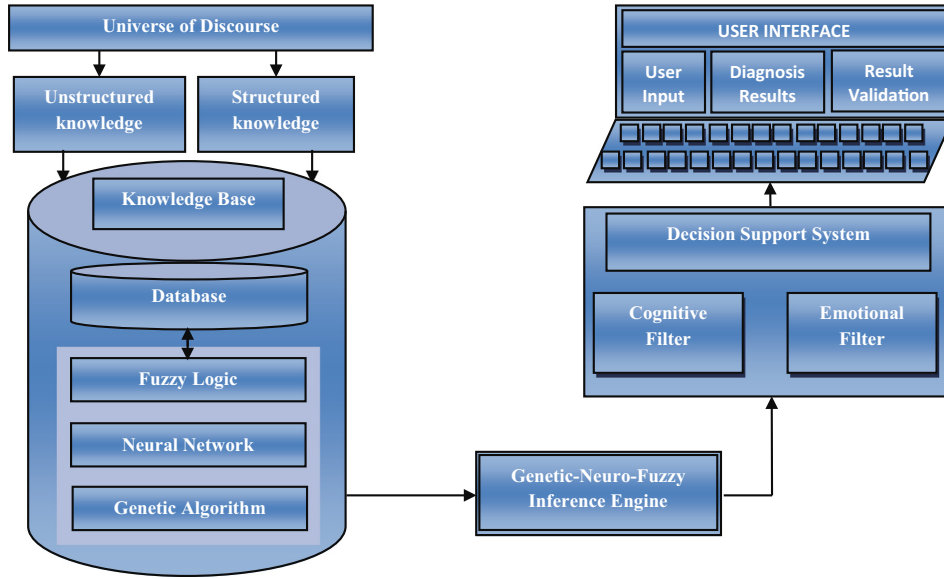 Universe of Discourse
Unstructured
knowledge
Structured
knowledge
Knowledge Base
Database
Fuzzy Logic
Neural Network
Genetic Algorithm
Genetic-Neuro-Fuzzy
Inference Engine
USER INTERFACE
User
Input
Diagnosis
Results
Result
Validation
Decision Support System
Cognitive
Filter
Emotional
Filter